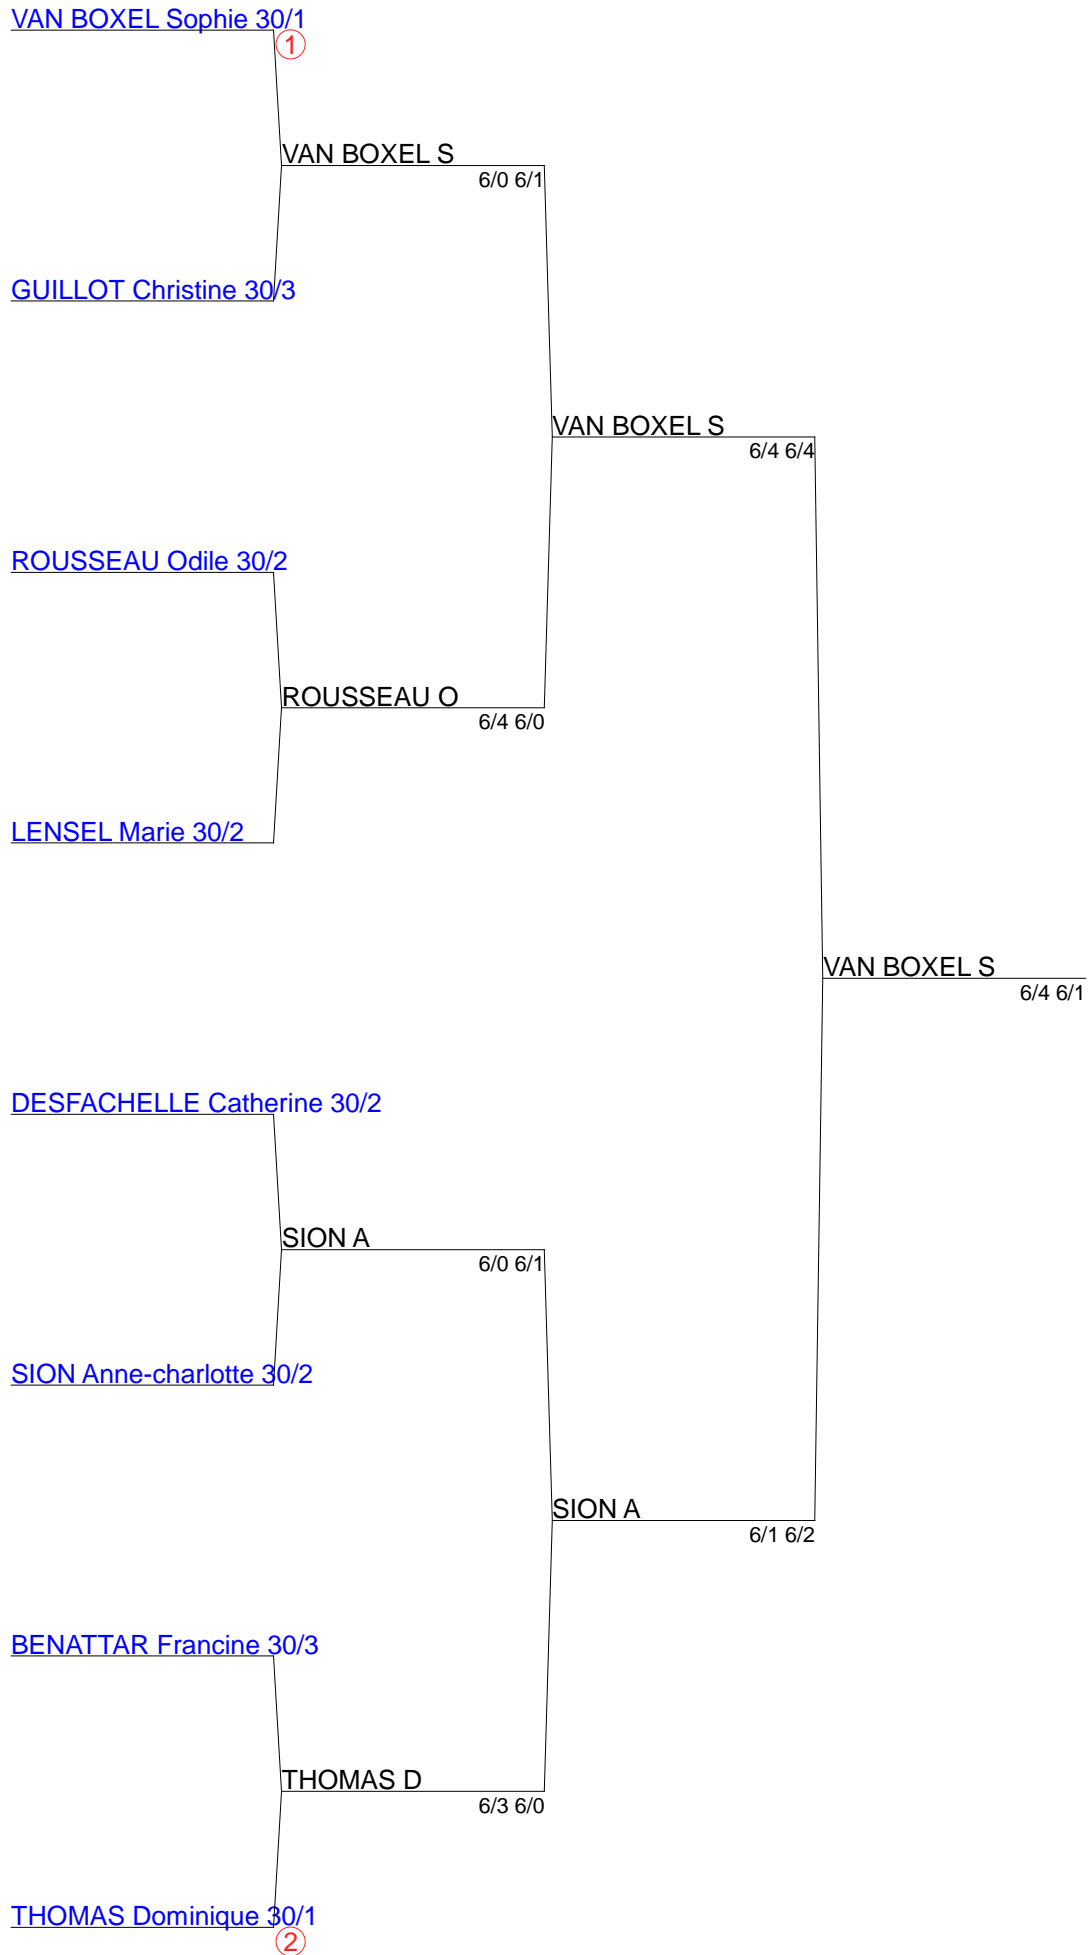 VAN BOXEL Sophie 30/1
1
VAN BOXEL S
6/0 6/1
GUILLOT Christine 30/3
VAN BOXEL S
6/4 6/4
ROUSSEAU Odile 30/2
ROUSSEAU O
6/4 6/0
LENSEL Marie 30/2
VAN BOXEL S
6/4 6/1
DESFACHELLE Catherine 30/2
SION A
6/0 6/1
SION Anne-charlotte 30/2
SION A
6/1 6/2
BENATTAR Francine 30/3
THOMAS D
6/3 6/0
THOMAS Dominique 30/1
2